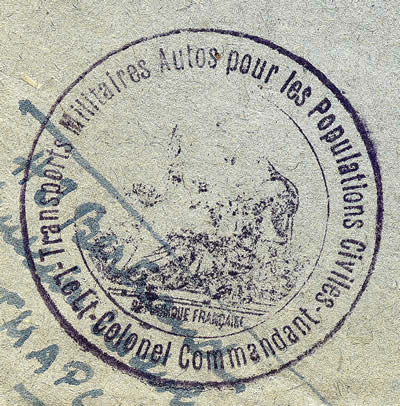 Transports Militaires Autos pour les Populations Civiles
-Le Lt-Colonel Commandant-
RÉPUBLIQUE FRANÇAISE